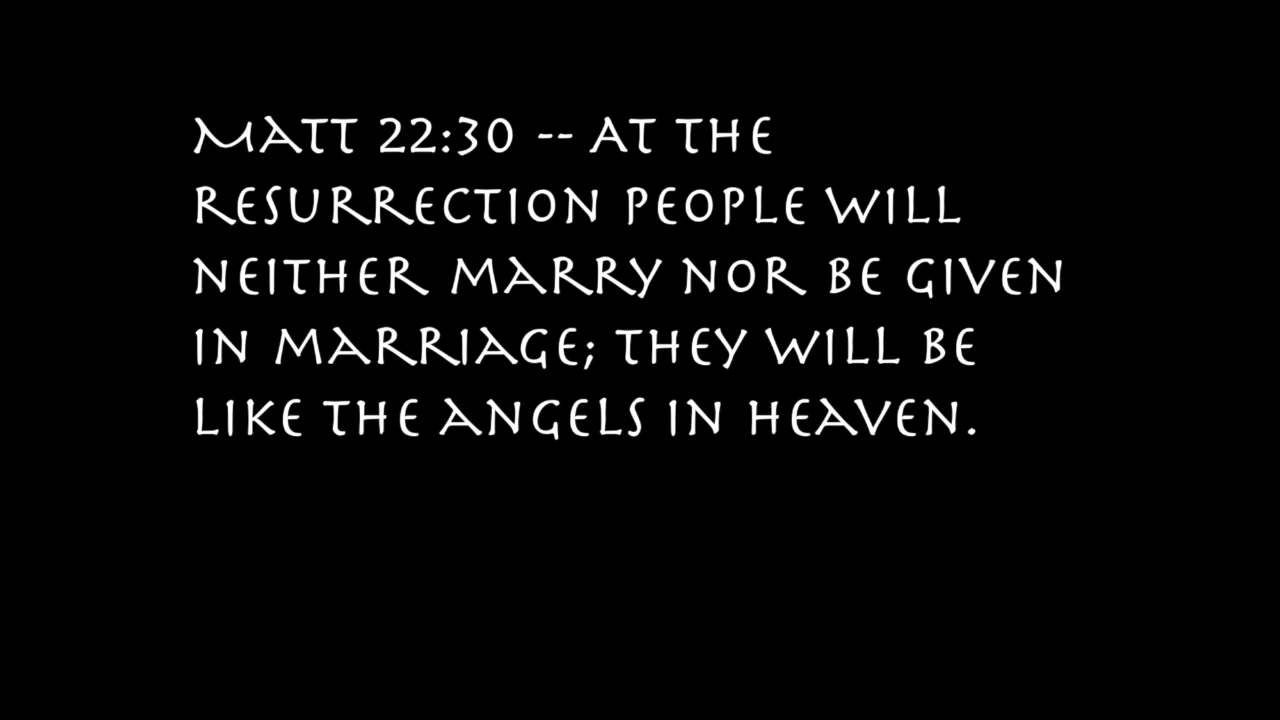 Matt 22:30 -- At the
resurrection people will
neither marry nor be given
in marriage; they will be
like the angels in heaven.